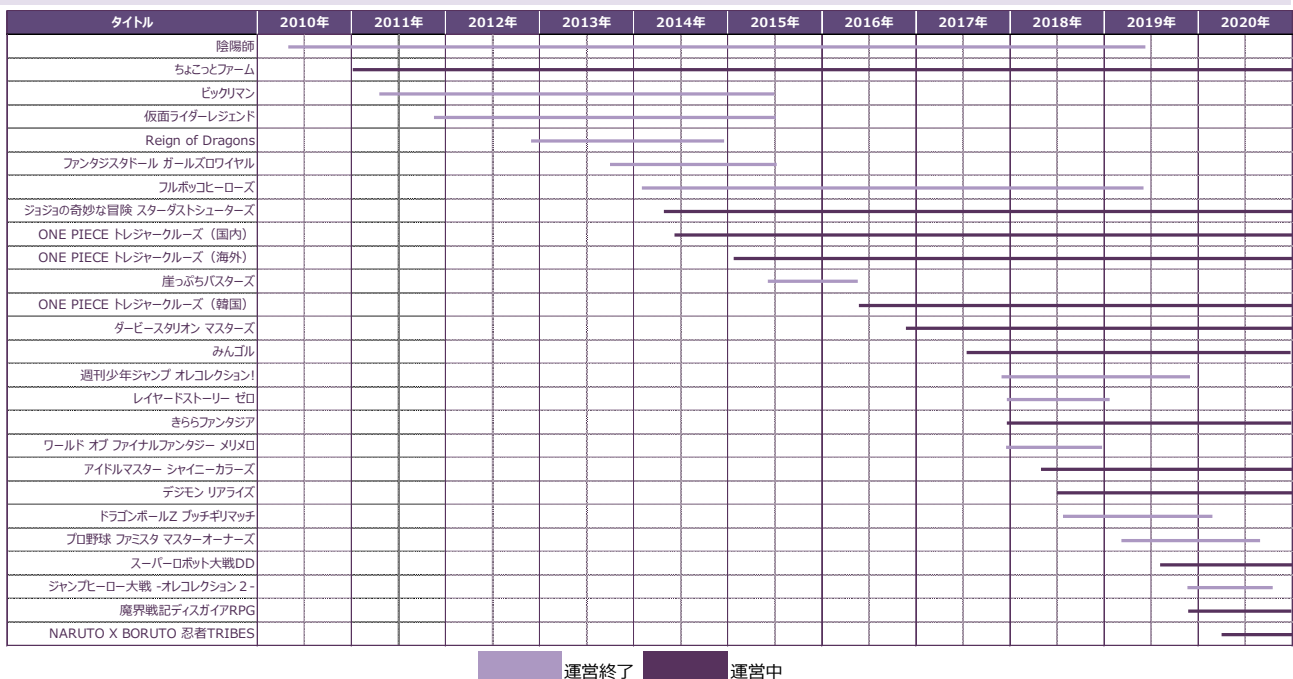 タイトル 2010年 2011年 2012年 2013年 2014年 2015年 2016年 2017年 2018年 2019年 2020年
陰陽師
ちょこっとファーム
ビックリマン
仮面ライダーレジェンド
Reign of Dragons
ファンタジスタドール ガールズロワイヤル
フルボッコヒーローズ
ジョジョの奇妙な冒険 スターダストシューターズ
ONE PIECE トレジャークルーズ（国内）
ONE PIECE トレジャークルーズ（海外）
崖っぷちバスターズ
ONE PIECE トレジャークルーズ（韓国）
ダービースタリオン マスターズ
みんゴル
週刊少年ジャンプ オレコレクション!
レイヤードストーリー ゼロ
きららファンタジア
ワールド オブ ファイナルファンタジー メリメロ
アイドルマスター シャイニーカラーズ
デジモン リアライズ
ドラゴンボールZ ブッチギリマッチ
プロ野球 ファミスタ マスターオーナーズ
スーパーロボット大戦DD
ジャンプヒーロー大戦 -オレコレクション２-
魔界戦記ディスガイアRPG
NARUTO X BORUTO 忍者TRIBES
運営終了 運営中